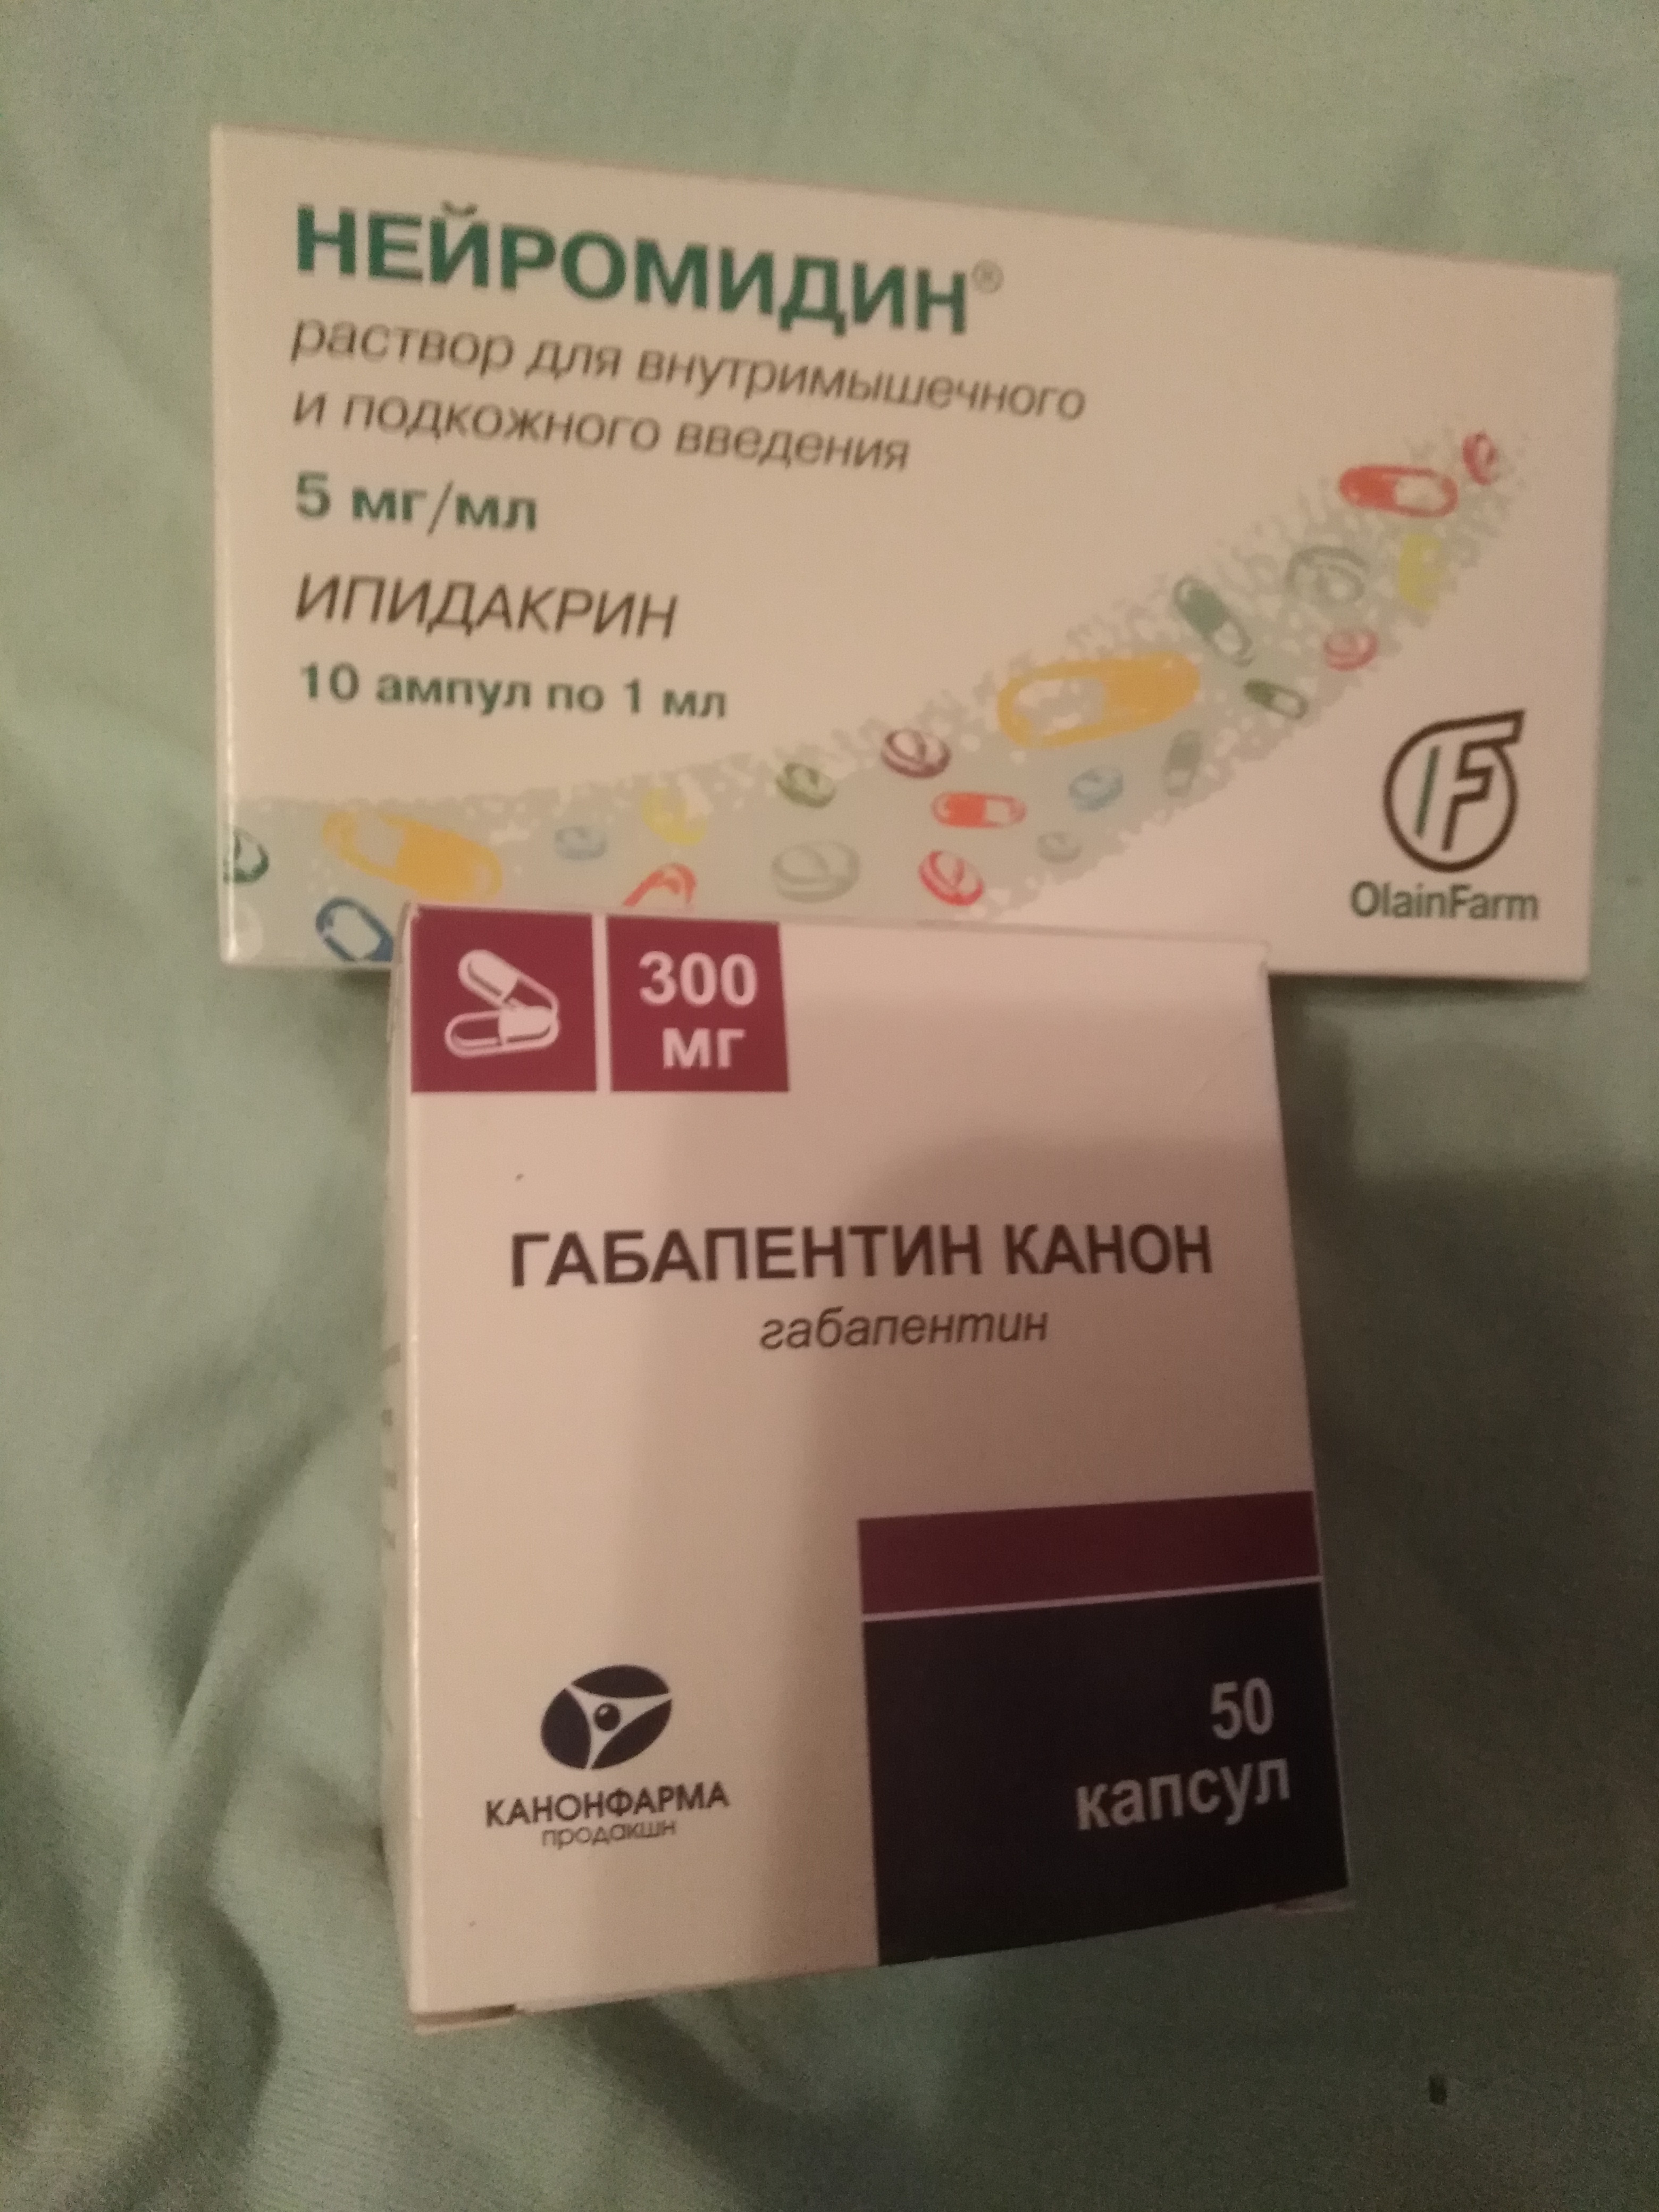 НЕЙРОМИДИН®
раствор для внутримышечного
и подкожного введения
5 мг/мл
ИПИДАКРИН
10 ампул по 1 мл
OlainFarm
300
мг
ГАБАПЕНТИН КАНОН
габапентин
КАНОНФАРМА
продакшн
50
капсул